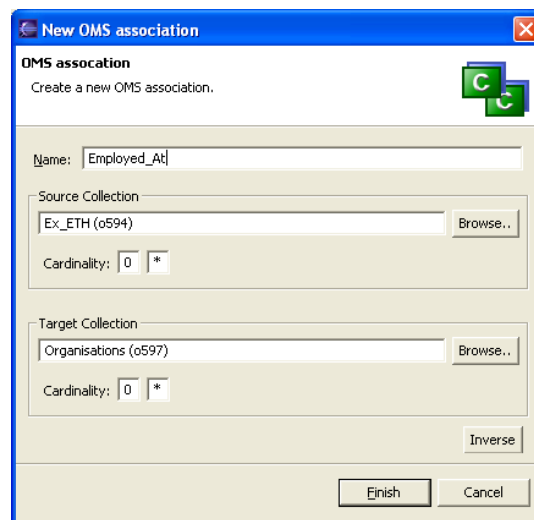 New OMS association
OMS assocation
Create a new OMS association.
C
C
Name: Employed_At
Source Collection
Ex_ETH (o594) Browse..
Cardinality: 0 *
Target Collection
Organisations (o597) Browse..
Cardinality: 0 *
Inverse
Finish Cancel